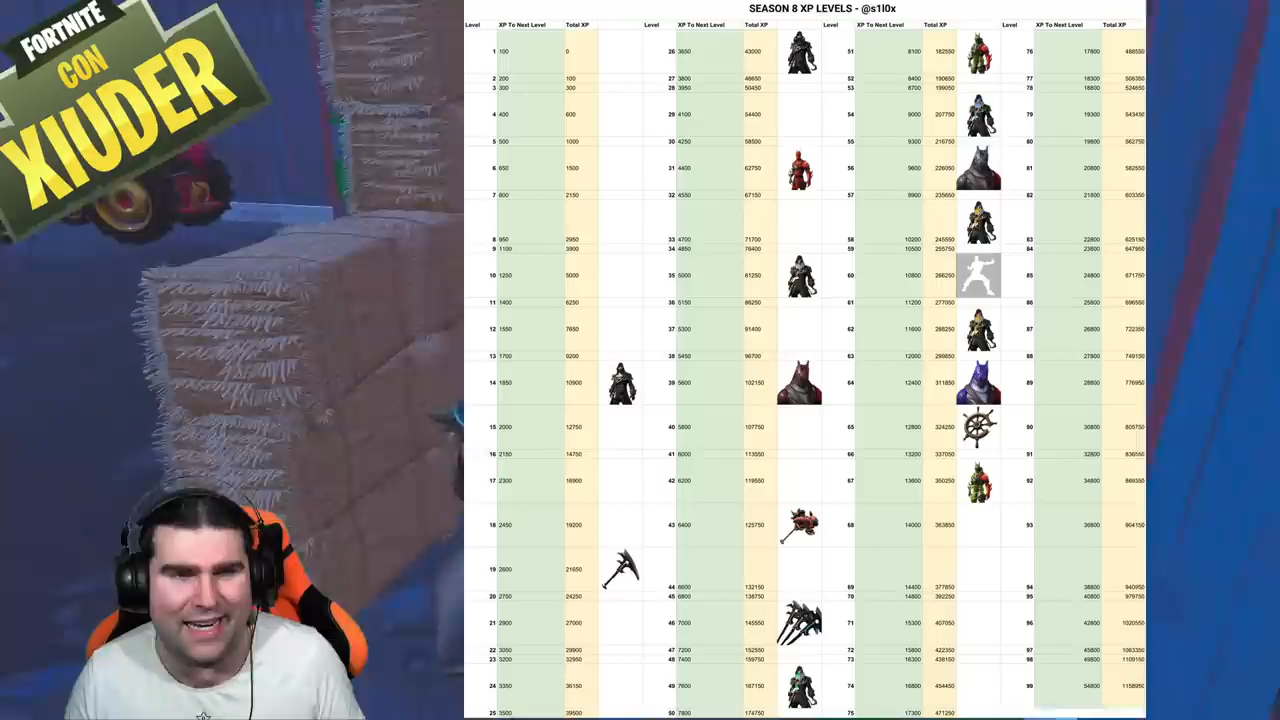 FORTNITE
CON
XIUDER
SEASON 8 XP LEVELS - @s1l0x
Level XP To Next Level Total XP Level XP To Next Level Total XP Level XP To Next Level Total XP Level XP To Next Level Total XP
1 100 0 26 3650 43000 51 8100 182550 76 17800 488550
2 200 100 27 3800 46650 52 8400 190650 77 18300 506350
3 300 300 28 3950 50450 53 8700 199050 78 18800 524650
4 400 600 29 4100 54400 54 9000 207750 79 19300 543450
5 500 1000 30 4250 58500 55 9300 216750 80 19800 562750
6 650 1500 31 4400 62750 56 9600 226050 81 20800 582550
7 800 2150 32 4550 67150 57 9900 235650 82 21800 603350
8 950 2950 33 4700 71700 58 10200 245550 83 22800 625150
9 1100 3900 34 4850 76400 59 10500 255750 84 23800 647950
10 1250 5000 35 5000 81250 60 10800 266250 85 24800 671750
11 1400 6250 36 5150 86250 61 11200 277050 86 25800 696550
12 1550 7650 37 5300 91400 62 11600 288250 87 26800 722350
13 1700 9200 38 5450 96700 63 12000 299850 88 27800 749150
14 1850 10900 39 5600 102150 64 12400 311850 89 28800 776950
15 2000 12750 40 5800 107750 65 12800 324250 90 30800 805750
16 2150 14750 41 6000 113550 66 13200 337050 91 32800 836550
17 2300 16900 42 6200 119550 67 13600 350250 92 34800 869350
18 2450 19200 43 6400 125750 68 14000 363850 93 36800 904150
19 2600 21650 44 6600 132150 69 14400 377850 94 38800 940950
20 2750 24250 45 6800 138750 70 14800 392250 95 40800 979750
21 2900 27000 46 7000 145550 71 15300 407050 96 42800 1020550
22 3050 29900 47 7200 152550 72 15800 422350 97 45800 1063350
23 3200 32950 48 7400 159750 73 16300 438150 98 49800 1109150
24 3350 36150 49 7600 167150 74 16800 454450 99 54800 1158950
25 3500 39500 50 7800 174750 75 17300 471250